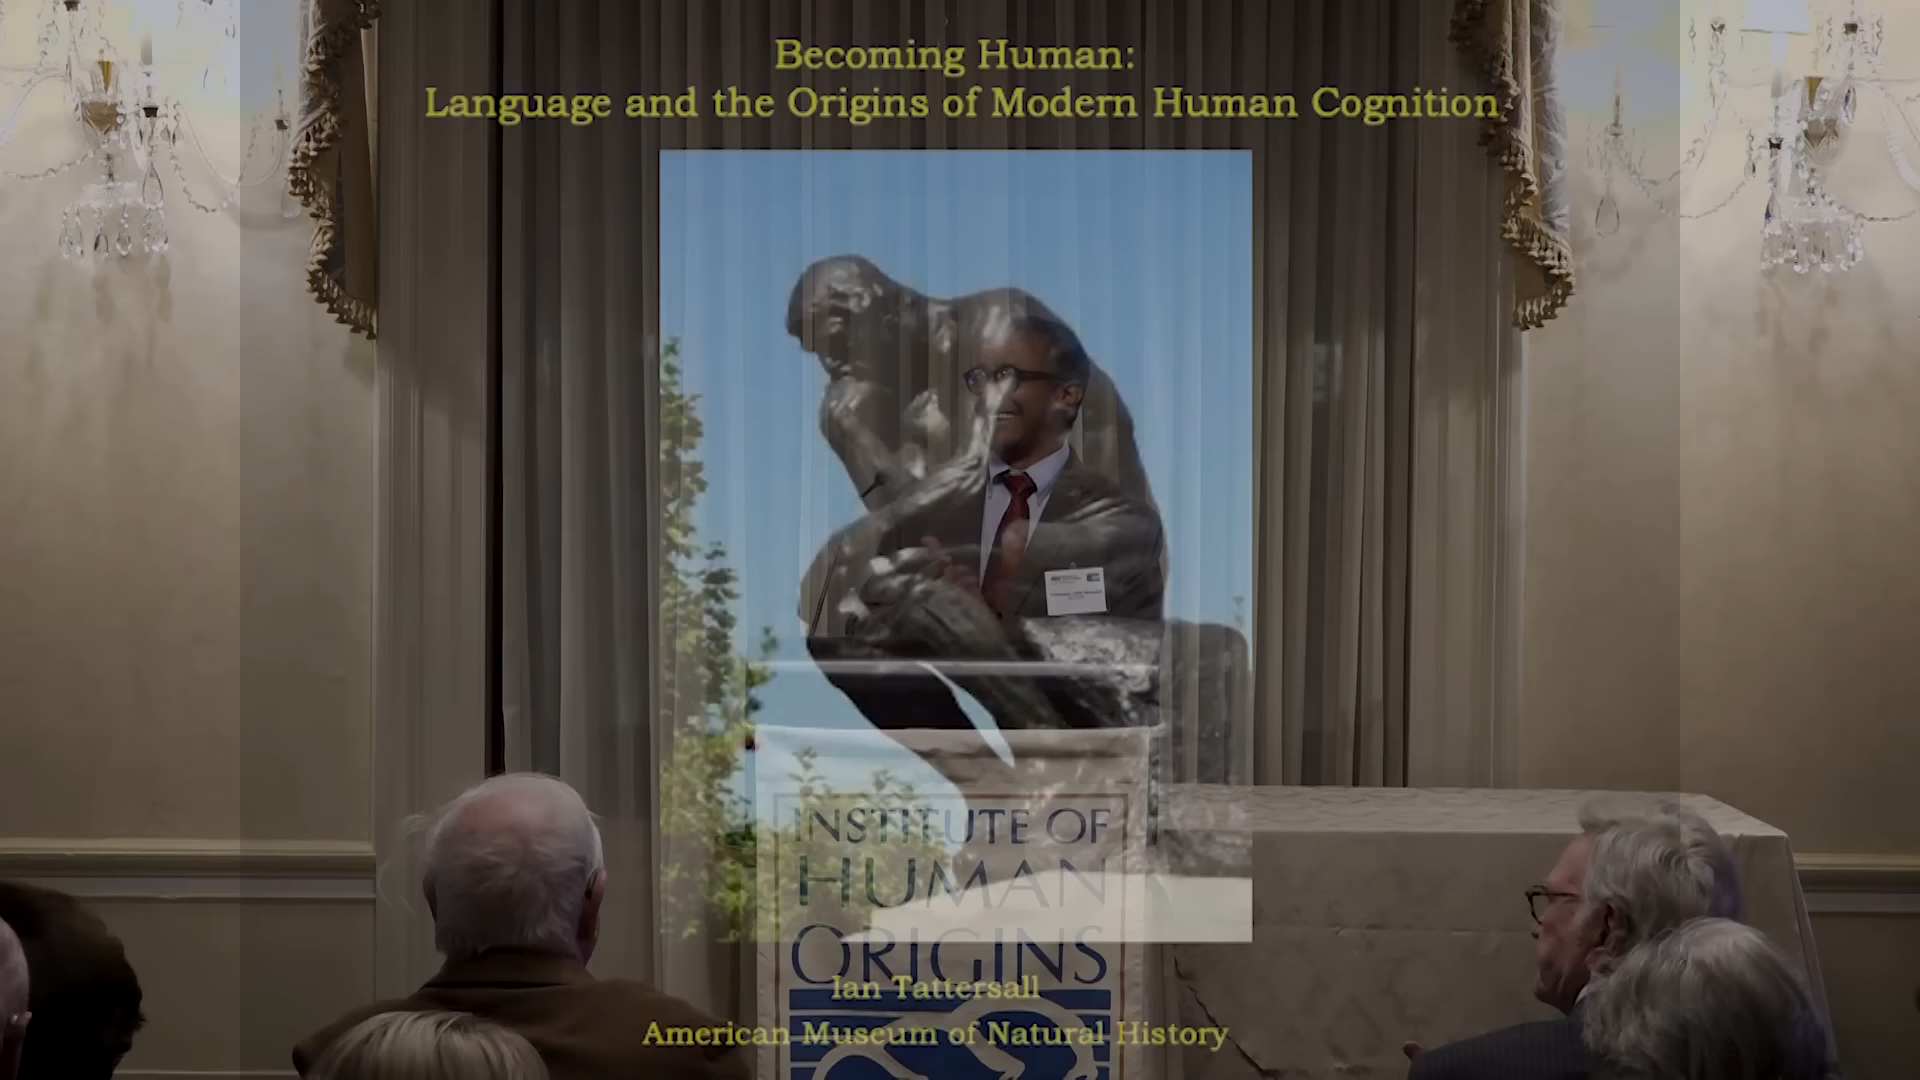 Becoming Human:
Language and the Origins of Modern Human Cognition
INSTITUTE OF
HUMAN
ORIGINS
Ian Tattersall
American Museum of Natural History